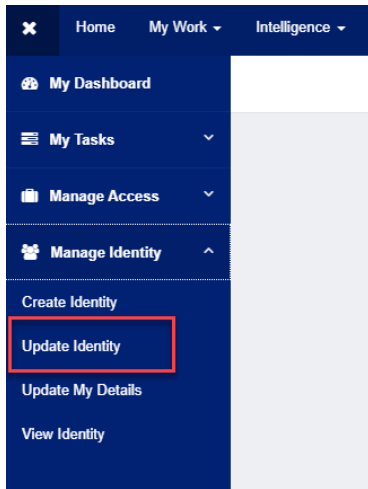 Home My Work Intelligence
My Dashboard
My Tasks
Manage Access
Manage Identity
Create Identity
Update Identity
Update My Details
View Identity